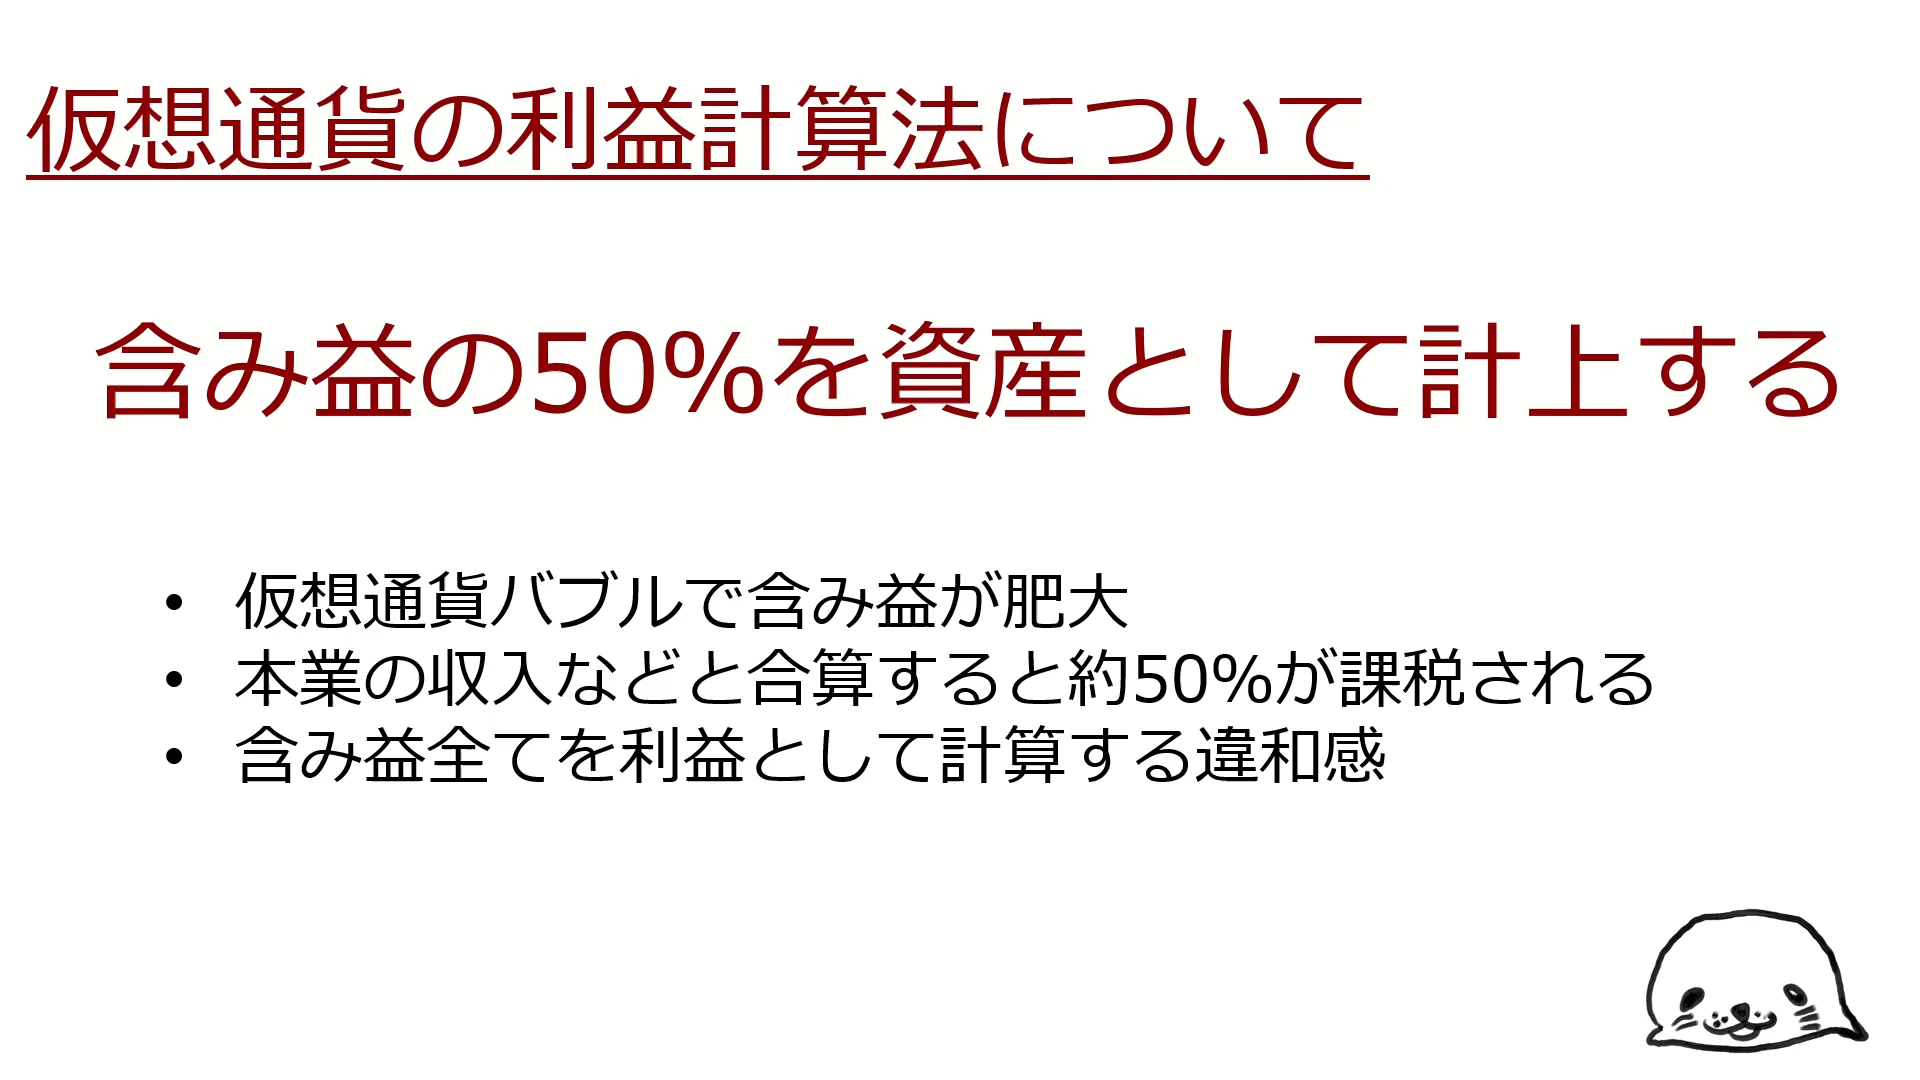 仮想通貨の利益計算法について
含み益の50%を資産として計上する
• 仮想通貨バブルで含み益が肥大
• 本業の収入などと合算すると約50%が課税される
• 含み益全てを利益として計算する違和感